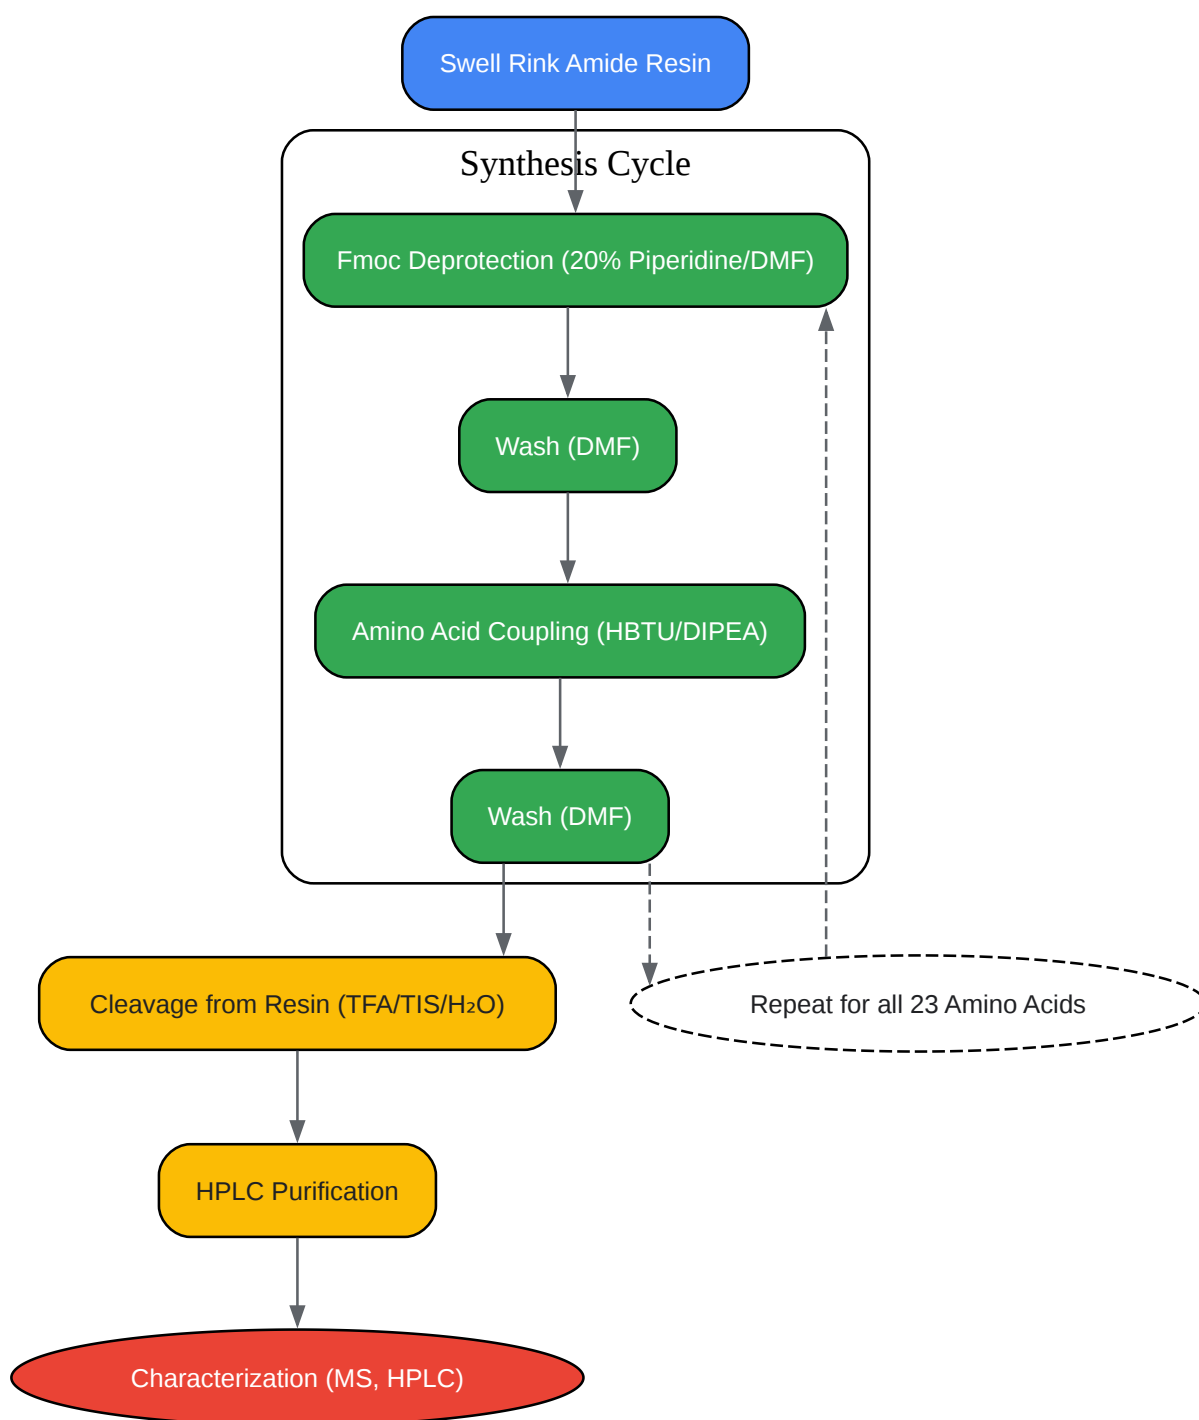 Swell Rink Amide Resin
Synthesis Cycle
Fmoc Deprotection (20% Piperidine/DMF)
Wash (DMF)
Amino Acid Coupling (HBTU/DIPEA)
Wash (DMF)
Cleavage from Resin (TFA/TIS/H₂O)
Repeat for all 23 Amino Acids
HPLC Purification
Characterization (MS, HPLC)